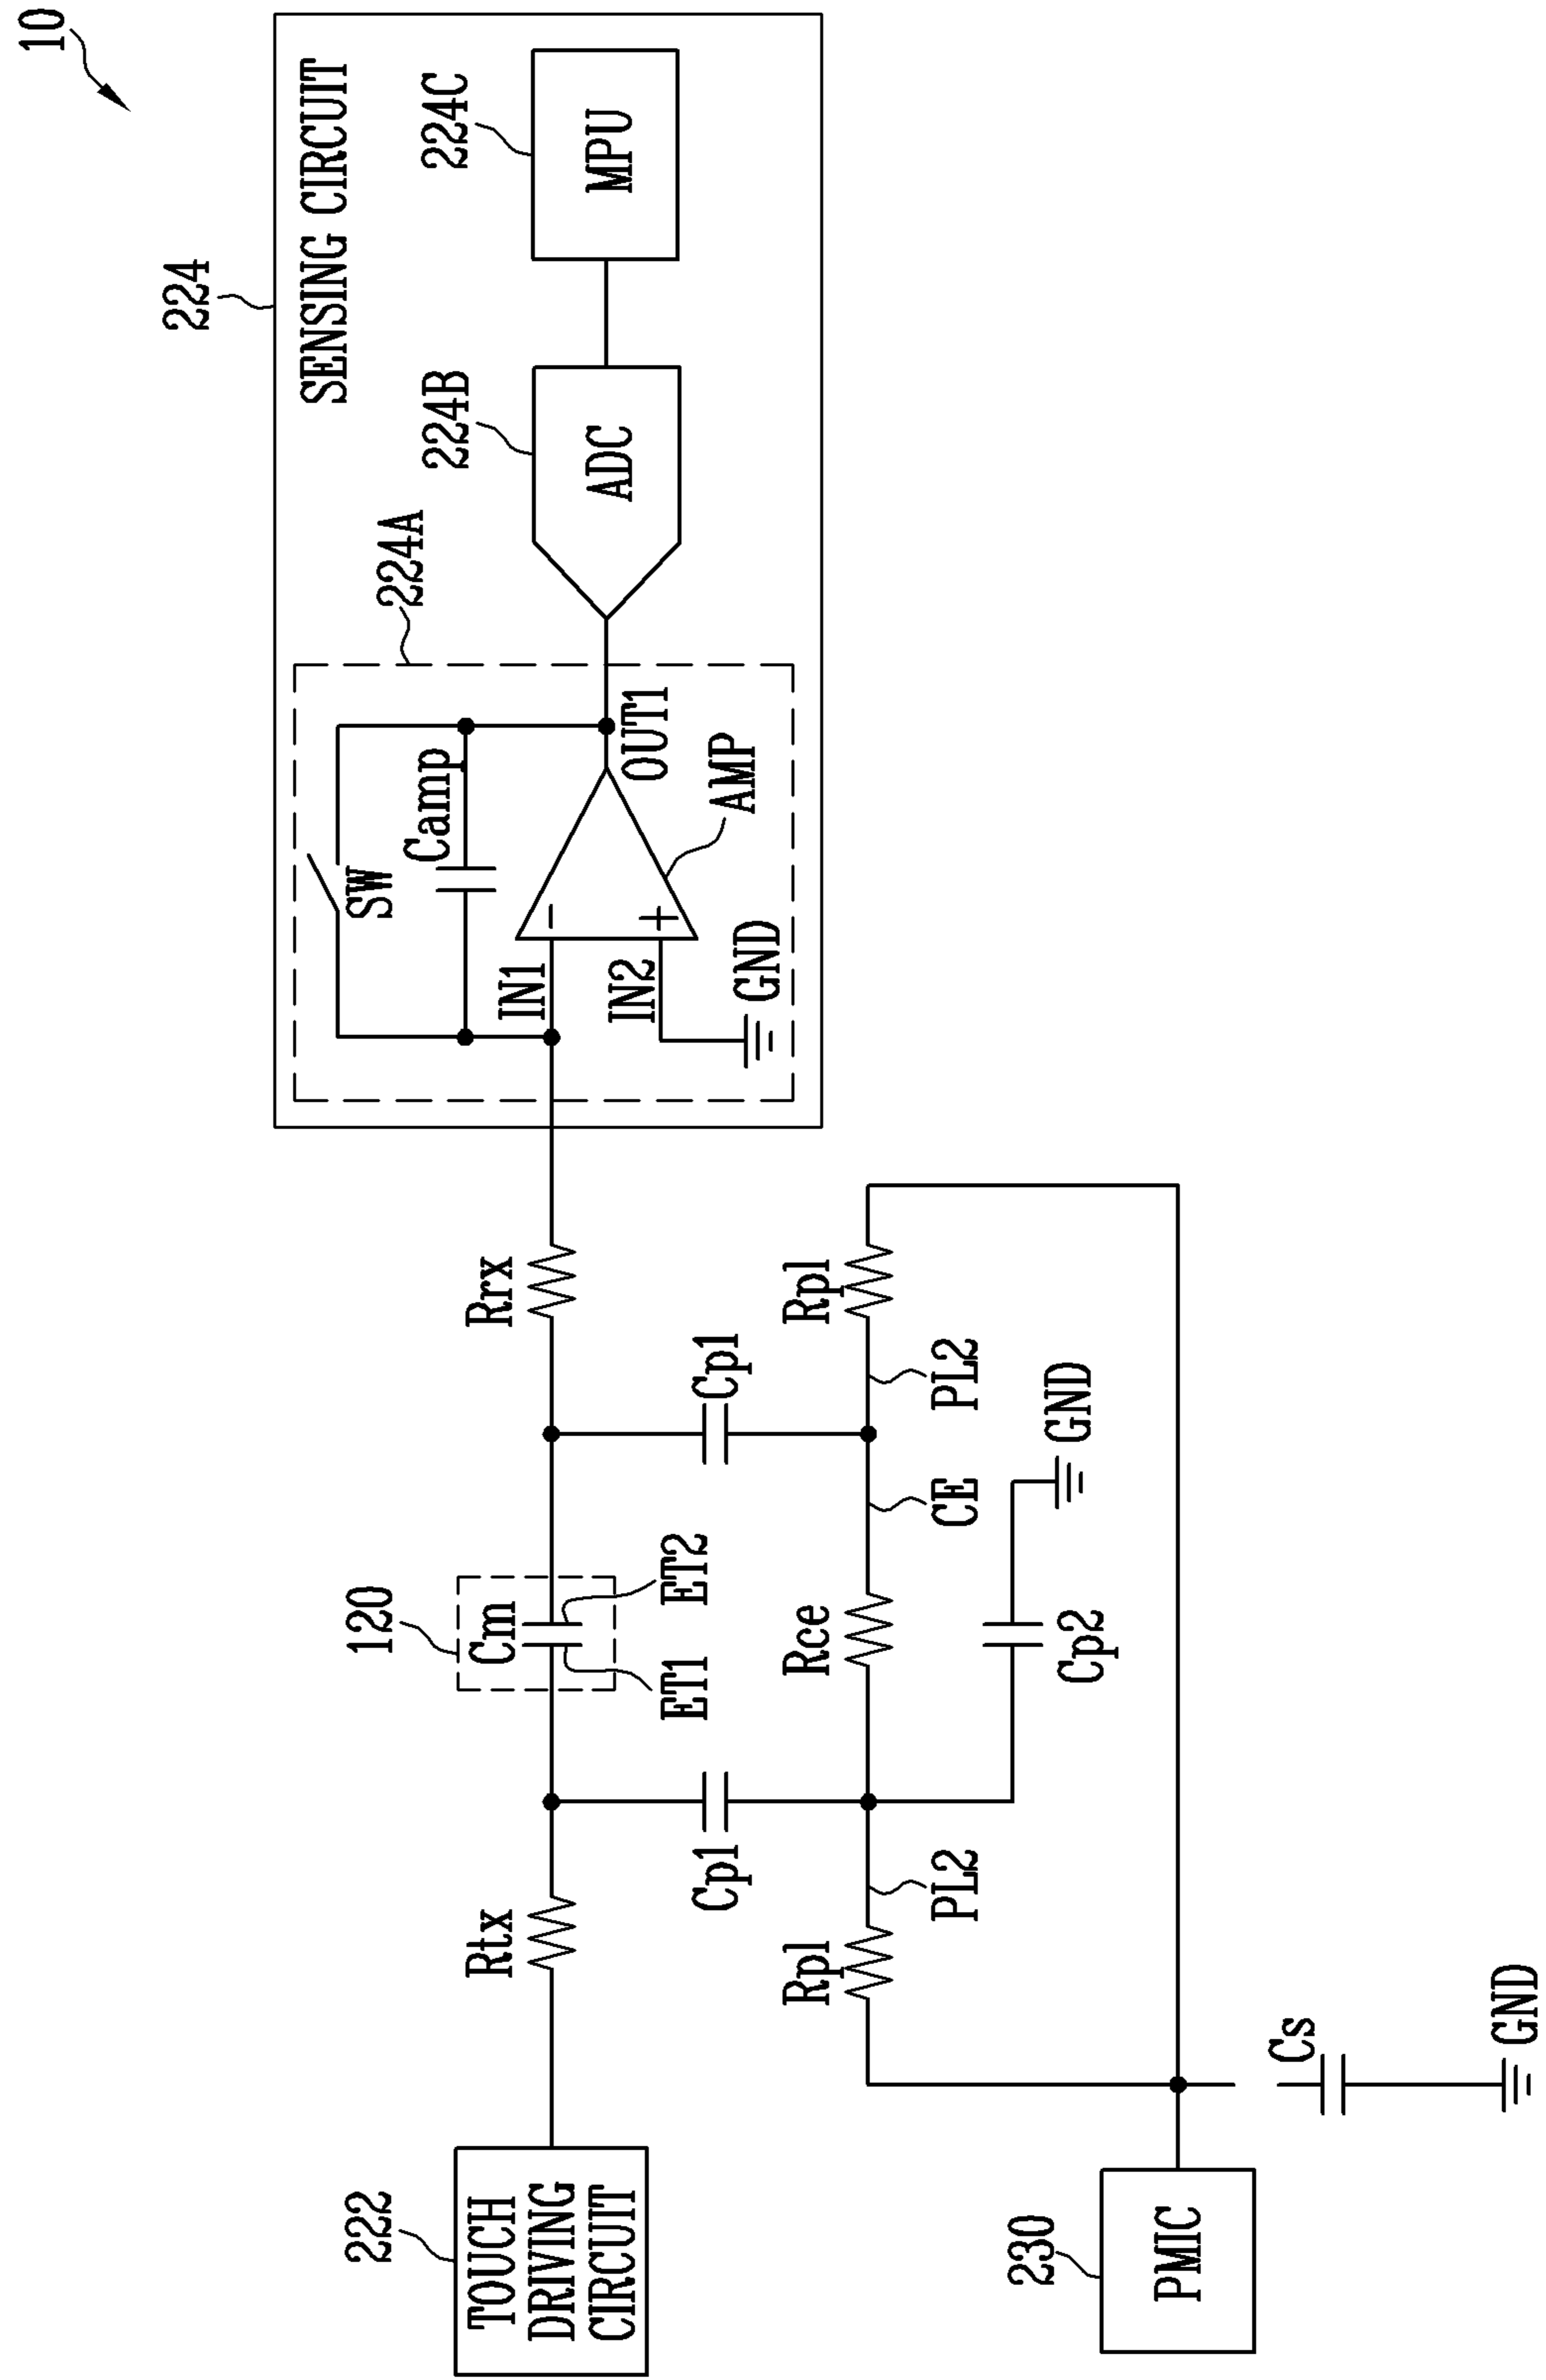 10
224
SENSING CIRCUIT
224A
224B
224C
SW
Camp
IN1
IN2
−
+
GND
OUT1
AMP
ADC
MPU
222
TOUCH
DRIVING
CIRCUIT
Rtx
120
Cm
ET1
ET2
Rrx
Cp1
Cp1
Rpl
PL2
Rce
CE
PL2
Rpl
Cp2
GND
230
PMIC
Cs
GND